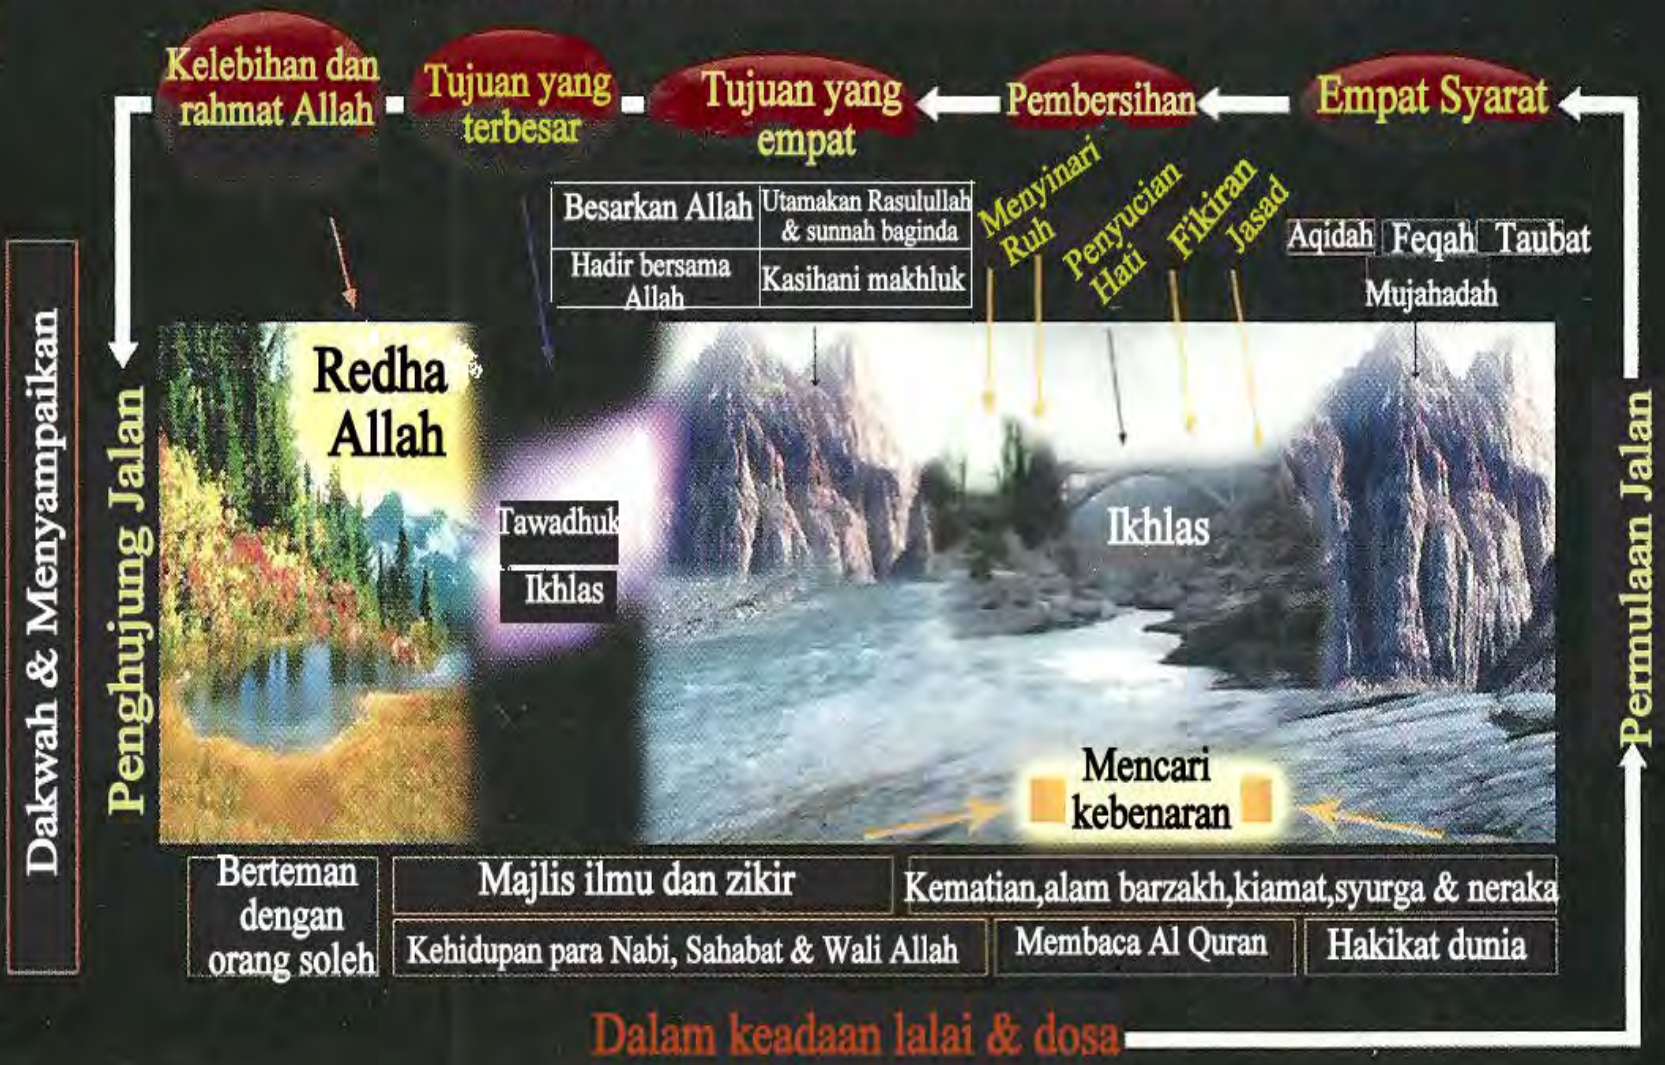 Kelebihan dan
rahmat Allah
Tujuan yang
terbesar
Tujuan yang
empat
Pembersihan
Empat Syarat
Besarkan Allah
Utamakan Rasulullah
& sunnah baginda
Hadir bersama
Allah
Kasihani makhluk
Menyinari
Ruh
Penyucian
Hati
Fikiran
Jasad
Aqidah
Feqah
Taubat
Mujahadah
Dakwah & Menyampaikan
Penghujung Jalan
Redha
Allah
Tawadhuk
Ikhlas
Ikhlas
Mencari
kebenaran
Permulaan Jalan
Berteman
dengan
orang soleh
Majlis ilmu dan zikir
Kematian,alam barzakh,kiamat,syurga & neraka
Kehidupan para Nabi, Sahabat & Wali Allah
Membaca Al Quran
Hakikat dunia
Dalam keadaan lalai & dosa